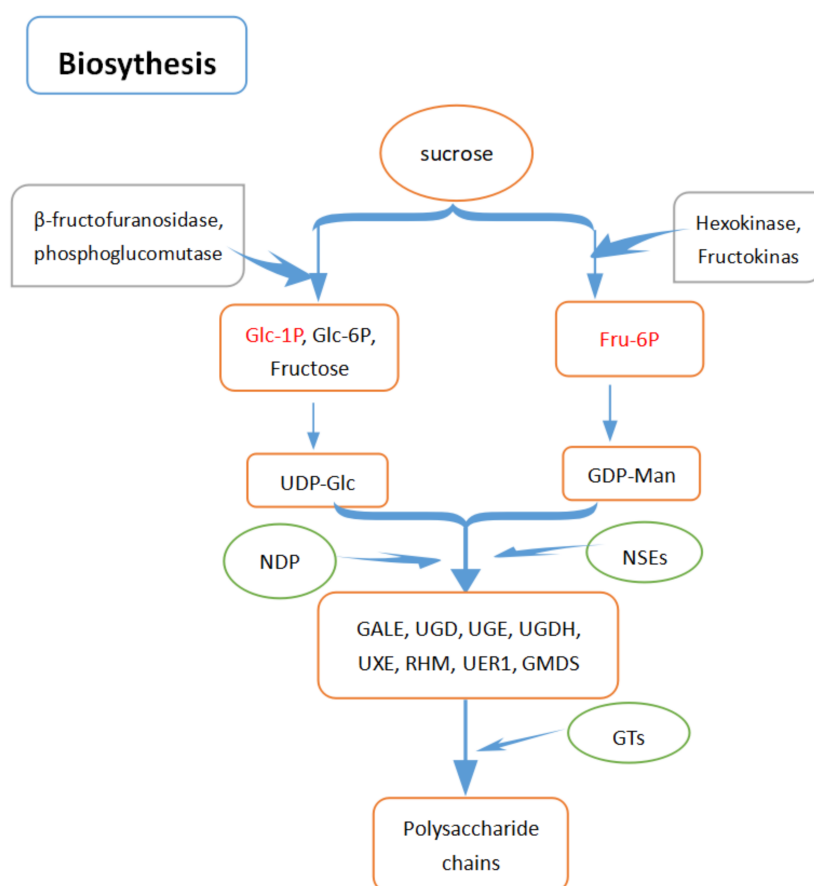 Biosythesis
sucrose
β-fructofuranosidase,
phosphoglucomutase
Hexokinase,
Fructokinas
Glc-1P, Glc-6P,
Fructose
Fru-6P
UDP-Glc
GDP-Man
NDP
NSEs
GALE, UGD, UGE, UGDH,
UXE, RHM, UER1, GMDS
GTs
Polysaccharide
chains